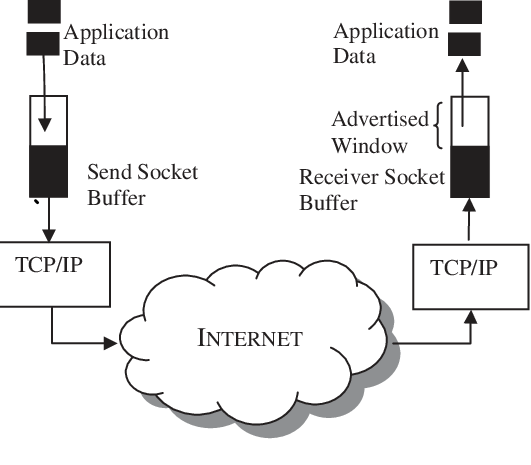 Application
Data
Application
Data
Advertised
Window
Send Socket
Buffer
Receiver Socket
Buffer
TCP/IP
TCP/IP
INTERNET